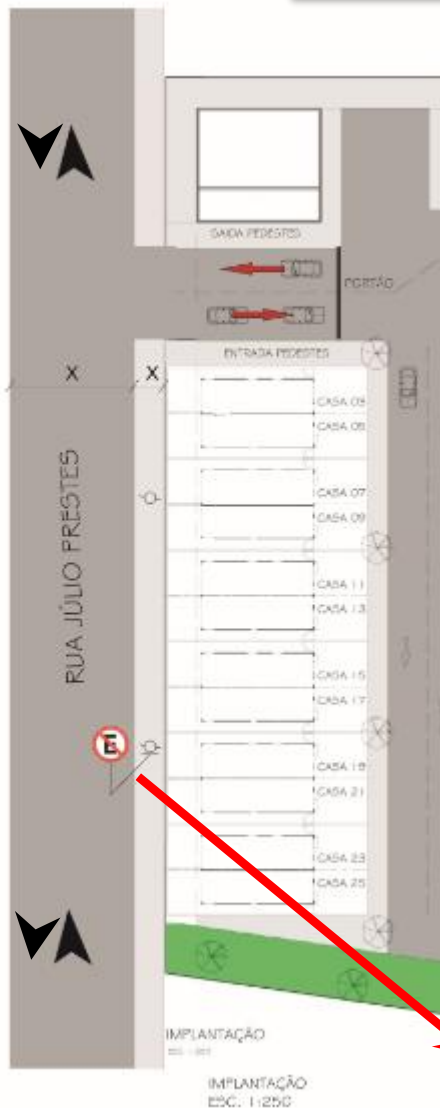 SAIDA PEDESTES
PORTÃO
ENTRADA PEDESTES
X
X
CASA 03
CASA 05
CASA 07
CASA 09
RUA JÚLIO PRESTES
CASA 11
CASA 13
CASA 15
CASA 17
E
CASA 19
CASA 21
CASA 23
CASA 25
IMPLANTAÇÃO
IMPLANTAÇÃO
ESC. 1:250